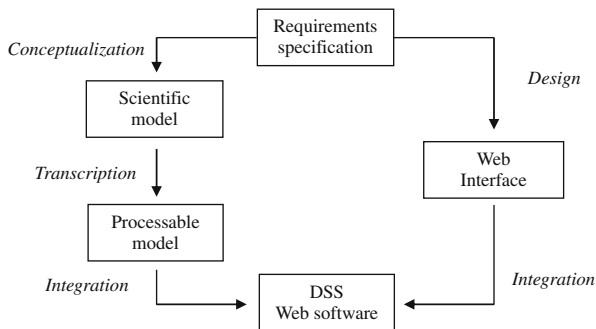 Requirements
specification
Conceptualization
Design
Scientific
model
Transcription
Web
Interface
Processable
model
Integration
DSS
Web software
Integration